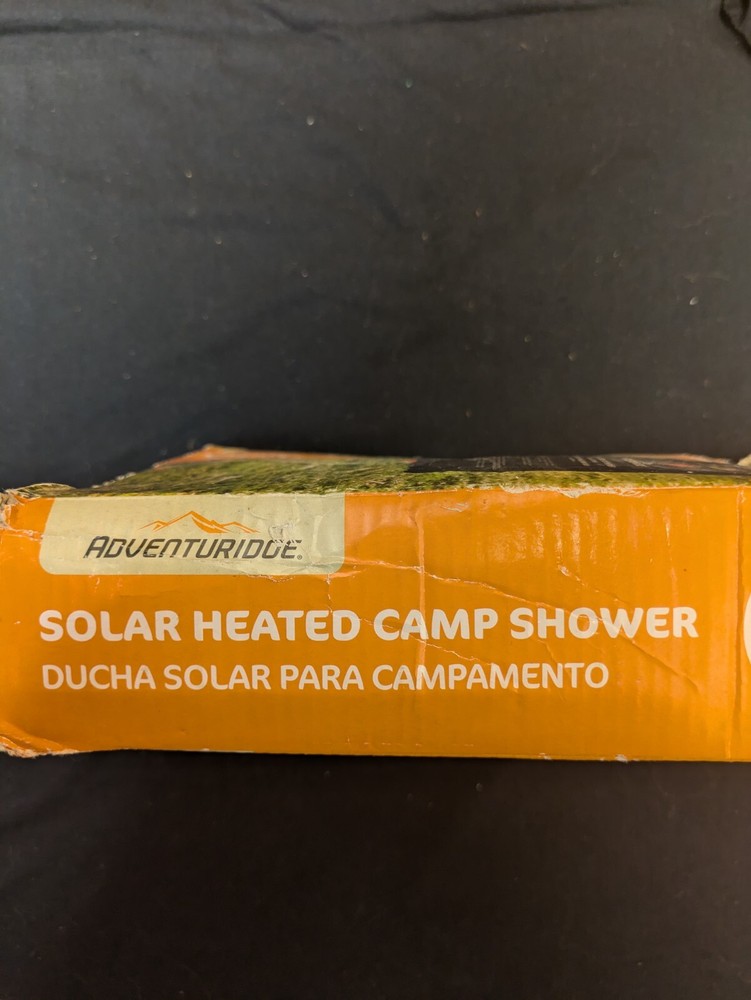 ADVENTURIDGE®
SOLAR HEATED CAMP SHOWER
DUCHA SOLAR PARA CAMPAMENTO